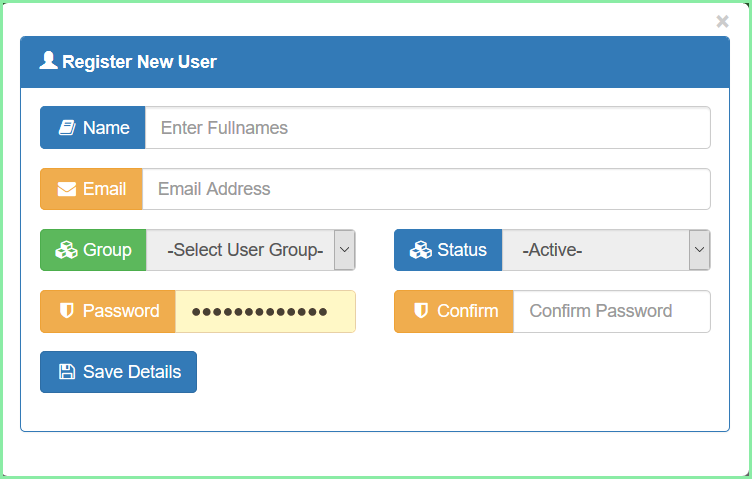 ×
Register New User
Name Enter Fullnames
Email Email Address
Group -Select User Group- Status -Active-
Password ●●●●●●●●●●●●● Confirm Confirm Password
Save Details